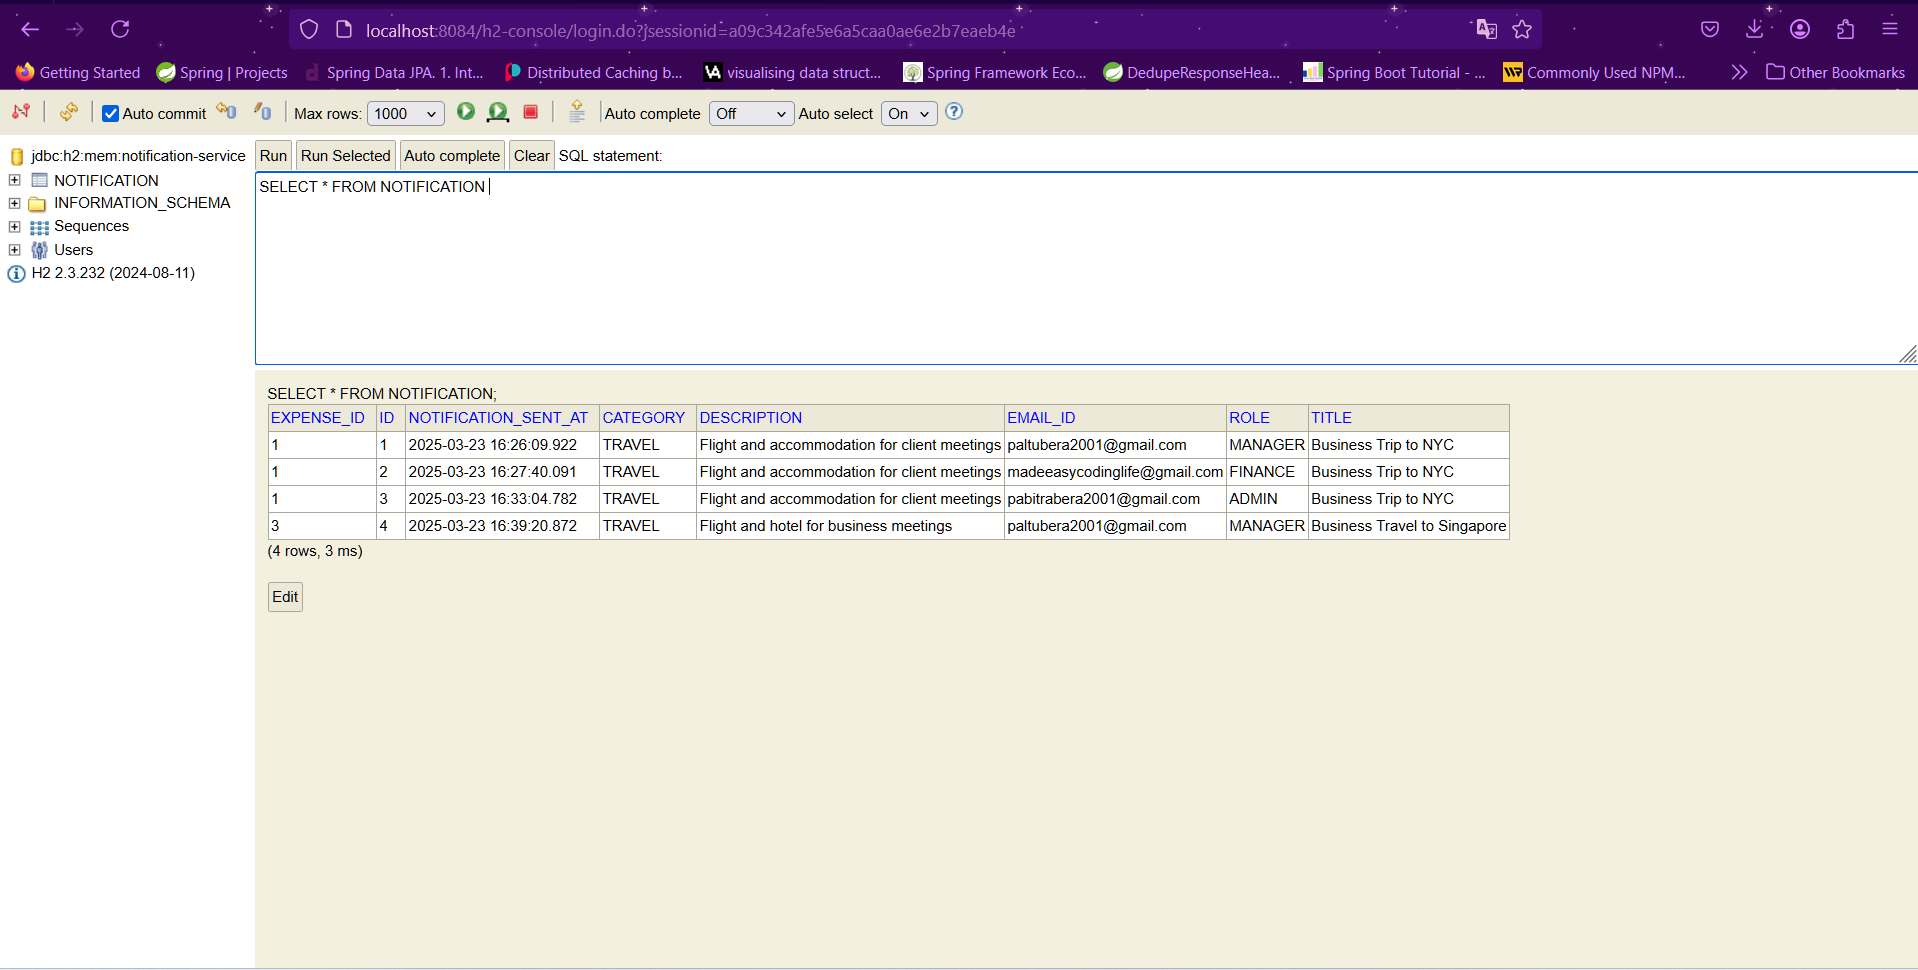 localhost:8084/h2-console/login.do?jsessionid=a09c342afe5e6a5caa0ae6e2b7eaeb4e
Getting Started Spring | Projects Spring Data JPA. 1. Int... Distributed Caching b... visualising data struct... Spring Framework Eco... DedupeResponseHea... Spring Boot Tutorial - ... Commonly Used NPM... Other Bookmarks
Auto commit Max rows: 1000 Auto complete Off Auto select On
jdbc:h2:mem:notification-service
NOTIFICATION
INFORMATION_SCHEMA
Sequences
Users
H2 2.3.232 (2024-08-11)
Run Run Selected Auto complete Clear SQL statement:
SELECT * FROM NOTIFICATION
SELECT * FROM NOTIFICATION;
EXPENSE_ID ID NOTIFICATION_SENT_AT CATEGORY DESCRIPTION EMAIL_ID ROLE TITLE
1 1 2025-03-23 16:26:09.922 TRAVEL Flight and accommodation for client meetings paltubera2001@gmail.com MANAGER Business Trip to NYC
1 2 2025-03-23 16:27:40.091 TRAVEL Flight and accommodation for client meetings madeeasycodinglife@gmail.com FINANCE Business Trip to NYC
1 3 2025-03-23 16:33:04.782 TRAVEL Flight and accommodation for client meetings pabitrabera2001@gmail.com ADMIN Business Trip to NYC
3 4 2025-03-23 16:39:20.872 TRAVEL Flight and hotel for business meetings paltubera2001@gmail.com MANAGER Business Travel to Singapore
(4 rows, 3 ms)
Edit